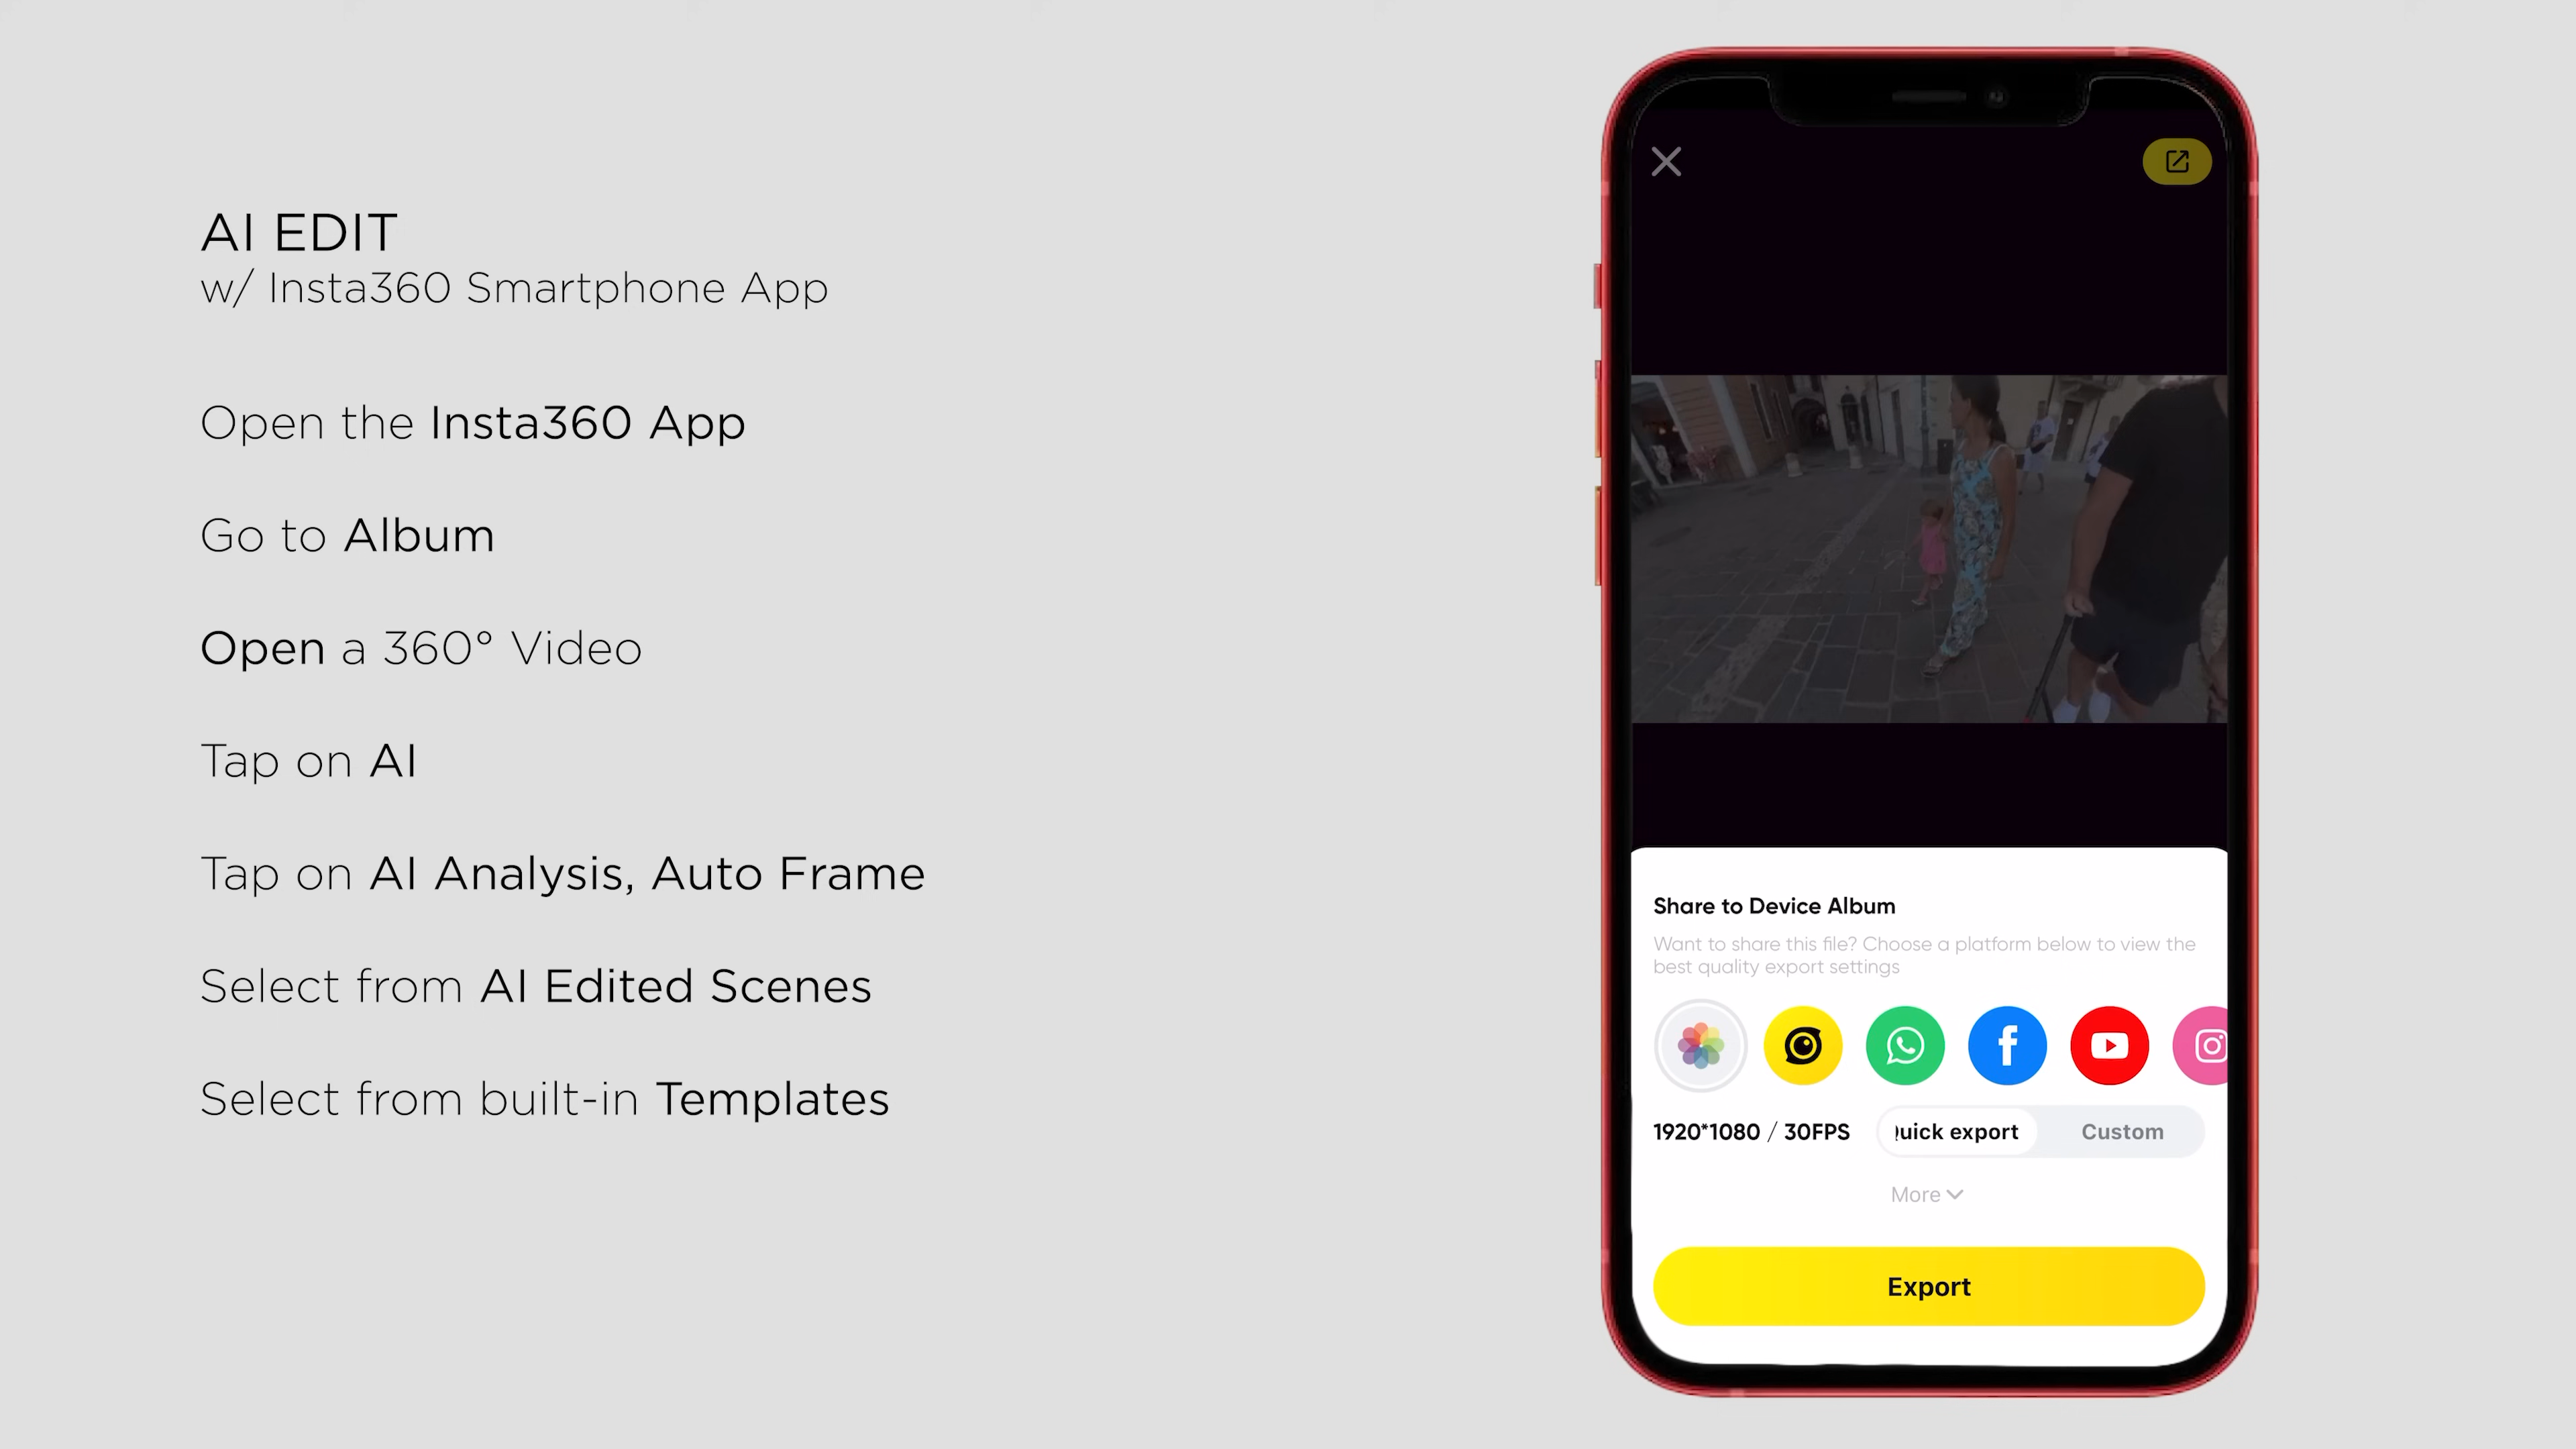 AI EDIT
w/ Insta360 Smartphone App
Open the Insta360 App
Go to Album
Open a 360° Video
Tap on AI
Tap on AI Analysis, Auto Frame
Select from AI Edited Scenes
Select from built-in Templates
Share to Device Album
Want to share this file? Choose a platform below to view the
best quality export settings
1920*1080 / 30FPS
uick export
Custom
More
Export